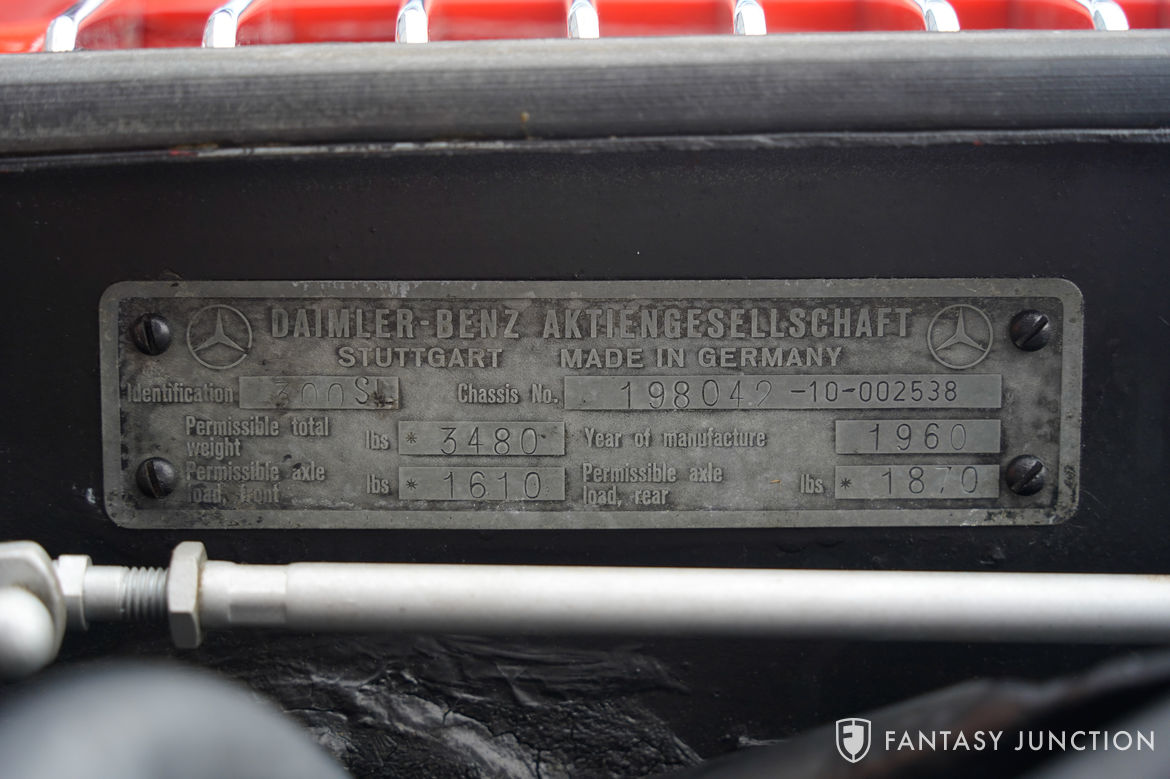 DAIMLER-BENZ AKTIENGESELLSCHAFT
STUTTGART MADE IN GERMANY
Identification 300SL Chassis No. 198042-10-002538
Permissible total weight lbs *3480 Year of manufacture 1960
Permissible axle load, front lbs *1610 Permissible axle load, rear lbs *1870
FANTASY JUNCTION